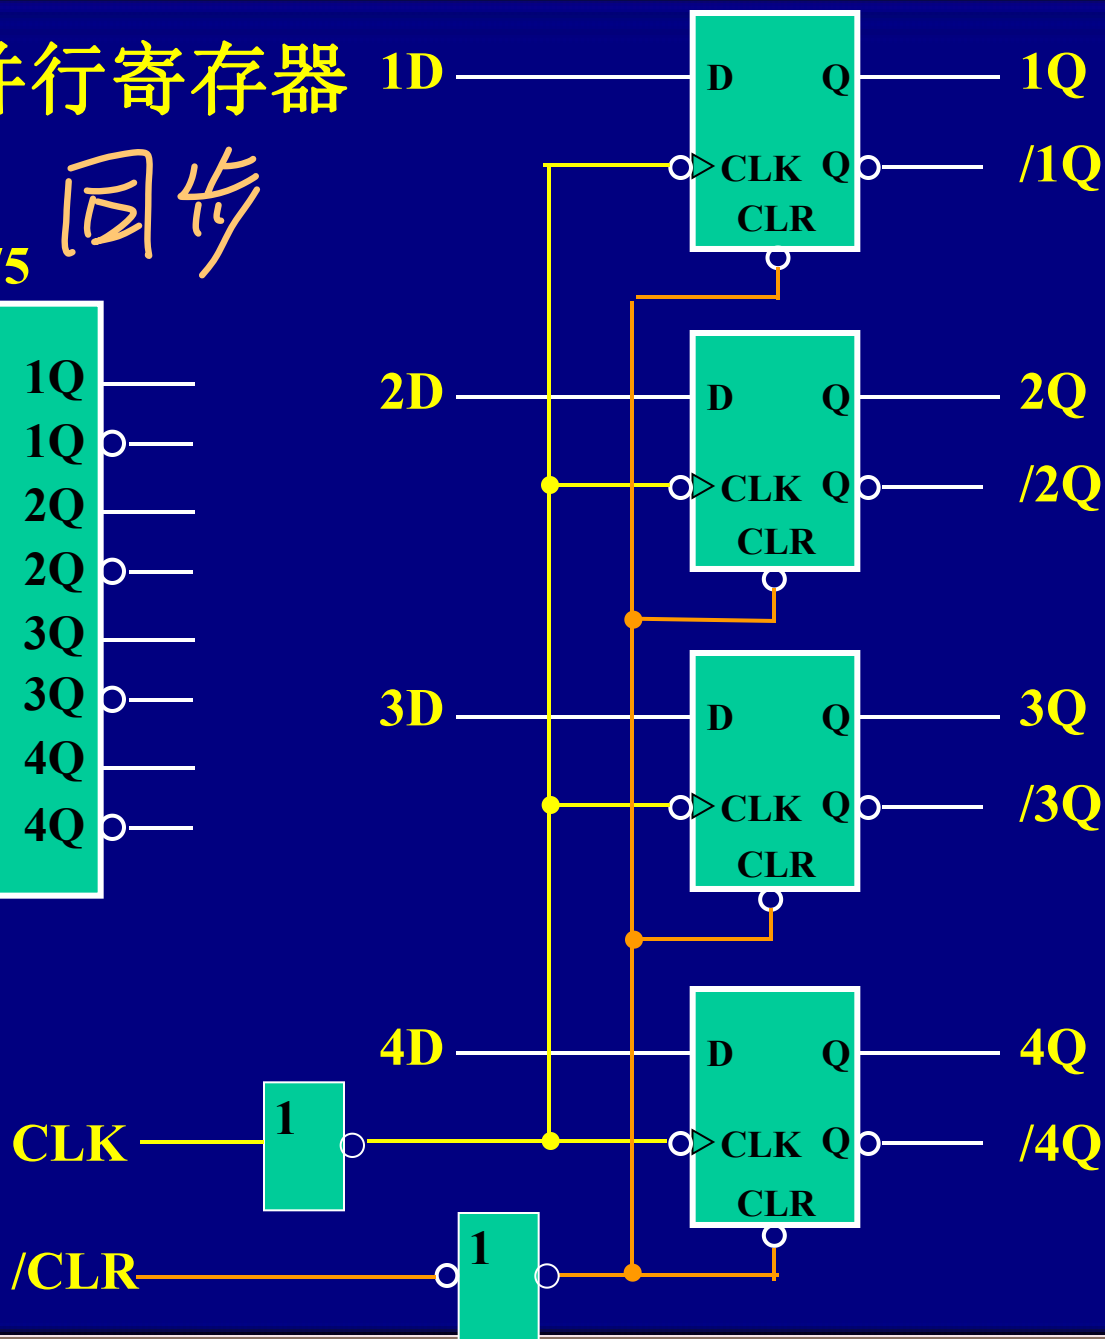 并行寄存器
同步
/5
1Q
1Q
2Q
2Q
3Q
3Q
4Q
4Q
1D
D
Q
1Q
CLK
Q
/1Q
CLR
2D
D
Q
2Q
CLK
Q
/2Q
CLR
3D
D
Q
3Q
CLK
Q
/3Q
CLR
4D
D
Q
4Q
CLK
1
CLK
Q
/4Q
CLR
/CLR
1